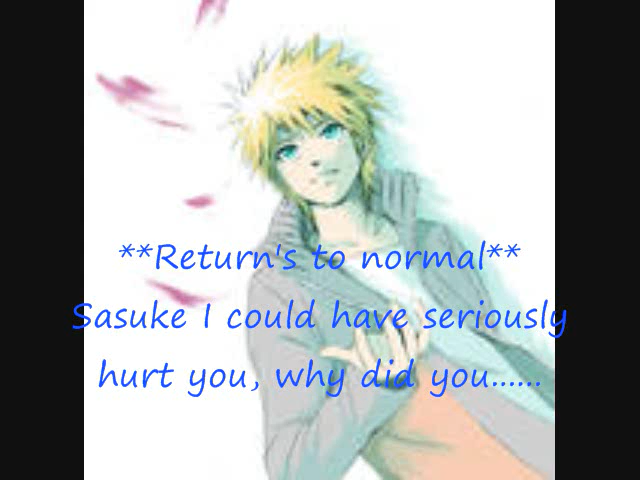 **Return's to normal**
Sasuke I could have seriously
hurt you, why did you......